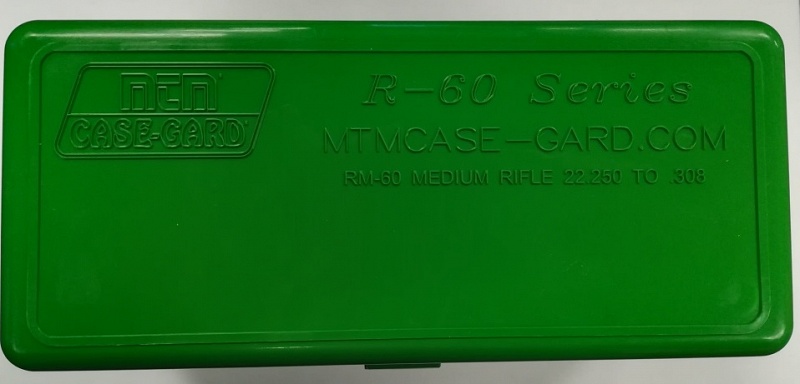 MTM
CASE-GARD
R-60 Series
MTMCASE-GARD.COM
RM-60 MEDIUM RIFLE 22.250 TO .308